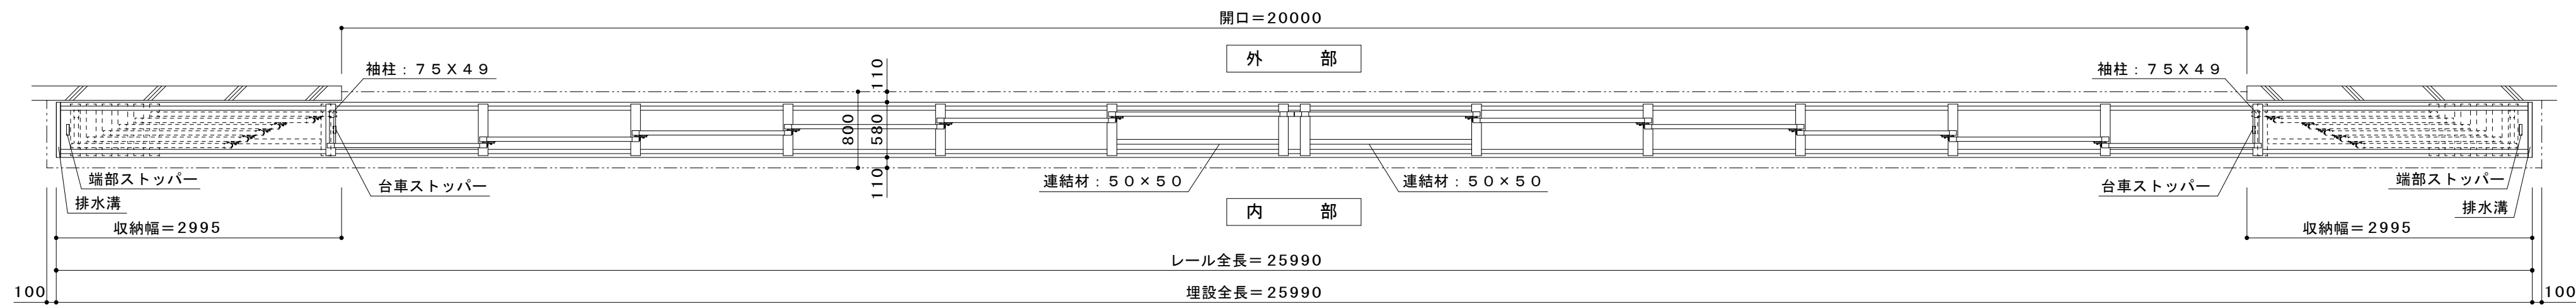 開口＝20000
外　部
袖柱：７５Ｘ４９
110
袖柱：７５Ｘ４９
800
580
端部ストッパー
台車ストッパー
110
連結材：５０×５０
連結材：５０×５０
台車ストッパー
端部ストッパー
排水溝
内　部
排水溝
収納幅＝2995
収納幅＝2995
レール全長＝25990
100
埋設全長＝25990
100